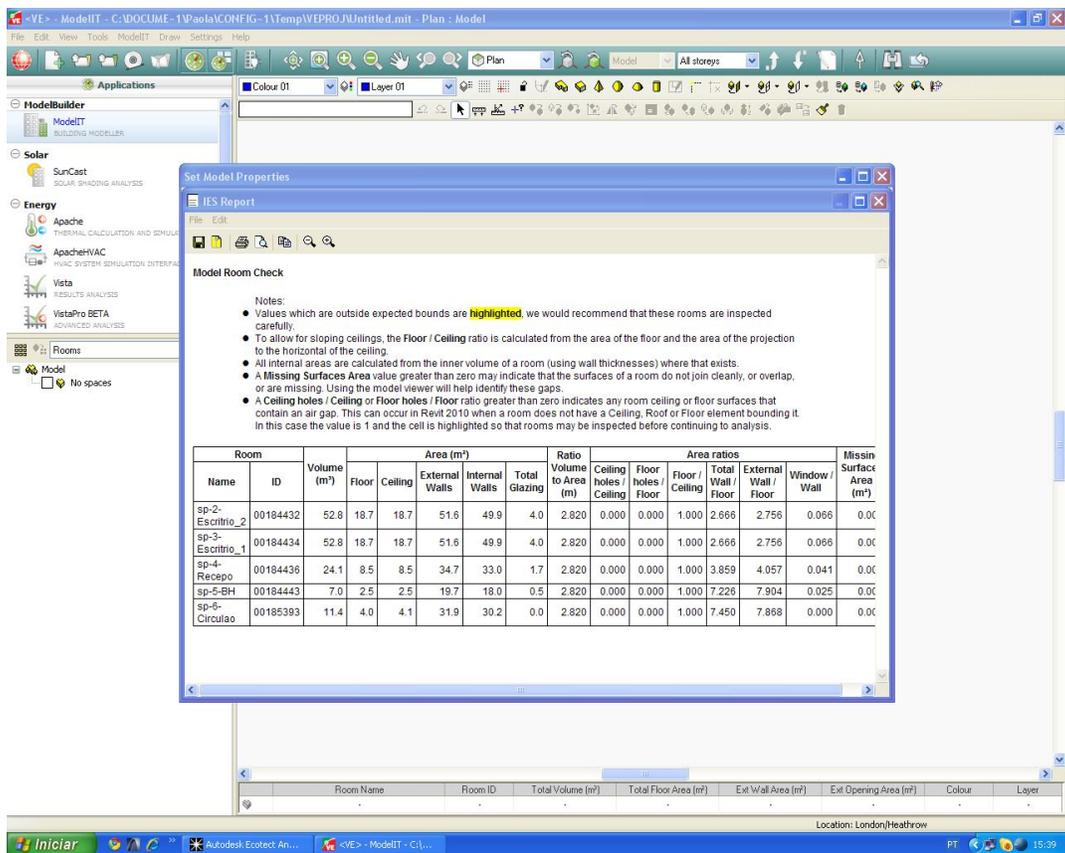 <VE> - ModelIT - C:\DOCUME~1\Paola\CONFIG~1\Temp\VEPROJ\Untitled.mit - Plan : Model
File Edit View Tools ModelIT Draw Settings Help
Plan Model All storeys
Applications
Colour 01 Layer 01
ModelBuilder
ModelIT
BUILDING MODELLER
Solar
SunCast
SOLAR SHADING ANALYSIS
Energy
Apache
THERMAL CALCULATION AND SIMULA
ApacheHVAC
HVAC SYSTEM SIMULATION INTERFAC
Vista
RESULTS ANALYSIS
VistaPro BETA
ADVANCED ANALYSIS
Rooms
Model
No spaces
Set Model Properties
IES Report
File Edit
Model Room Check
Notes:
● Values which are outside expected bounds are highlighted, we would recommend that these rooms are inspected
carefully.
● To allow for sloping ceilings, the Floor / Ceiling ratio is calculated from the area of the floor and the area of the projection
to the horizontal of the ceiling.
● All internal areas are calculated from the inner volume of a room (using wall thicknesses) where that exists.
● A Missing Surfaces Area value greater than zero may indicate that the surfaces of a room do not join cleanly, or overlap,
or are missing. Using the model viewer will help identify these gaps.
● A Ceiling holes / Ceiling or Floor holes / Floor ratio greater than zero indicates any room ceiling or floor surfaces that
contain an air gap. This can occur in Revit 2010 when a room does not have a Ceiling, Roof or Floor element bounding it.
In this case the value is 1 and the cell is highlighted so that rooms may be inspected before continuing to analysis.
Room Volume (m³) Area (m²) Ratio Volume to Area (m) Area ratios Missin Surface Area (m²)
Name ID Floor Ceiling External Walls Internal Walls Total Glazing Ceiling holes / Ceiling Floor holes / Floor Floor / Ceiling Total Wall / Floor External Wall / Floor Window / Wall
sp-2-Escritrio_2 00184432 52.8 18.7 18.7 51.6 49.9 4.0 2.820 0.000 0.000 1.000 2.666 2.756 0.066 0.00
sp-3-Escritrio_1 00184434 52.8 18.7 18.7 51.6 49.9 4.0 2.820 0.000 0.000 1.000 2.666 2.756 0.066 0.00
sp-4-Recepo 00184436 24.1 8.5 8.5 34.7 33.0 1.7 2.820 0.000 0.000 1.000 3.859 4.057 0.041 0.00
sp-5-BH 00184443 7.0 2.5 2.5 19.7 18.0 0.5 2.820 0.000 0.000 1.000 7.226 7.904 0.025 0.00
sp-6-Circulao 00185393 11.4 4.0 4.1 31.9 30.2 0.0 2.820 0.000 0.000 1.000 7.450 7.868 0.000 0.00
Room Name Room ID Total Volume (m³) Total Floor Area (m²) Ext Wall Area (m²) Ext Opening Area (m²) Colour Layer
Location: London/Heathrow
Iniciar Autodesk Ecotect An... <VE> - ModelIT - C:\... PT 15:39